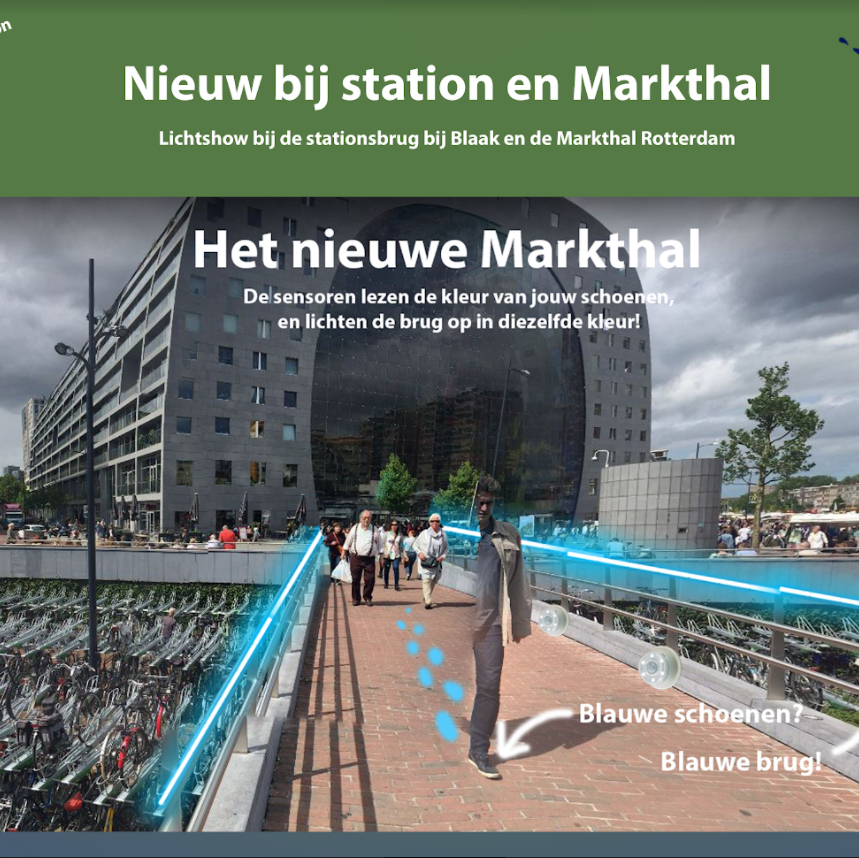 Nieuw bij station en Markthal
Lichtshow bij de stationsbrug bij Blaak en de Markthal Rotterdam
Het nieuwe Markthal
De sensoren lezen de kleur van jouw schoenen,
en lichten de brug op in diezelfde kleur!
Blauwe schoenen?
Blauwe brug!